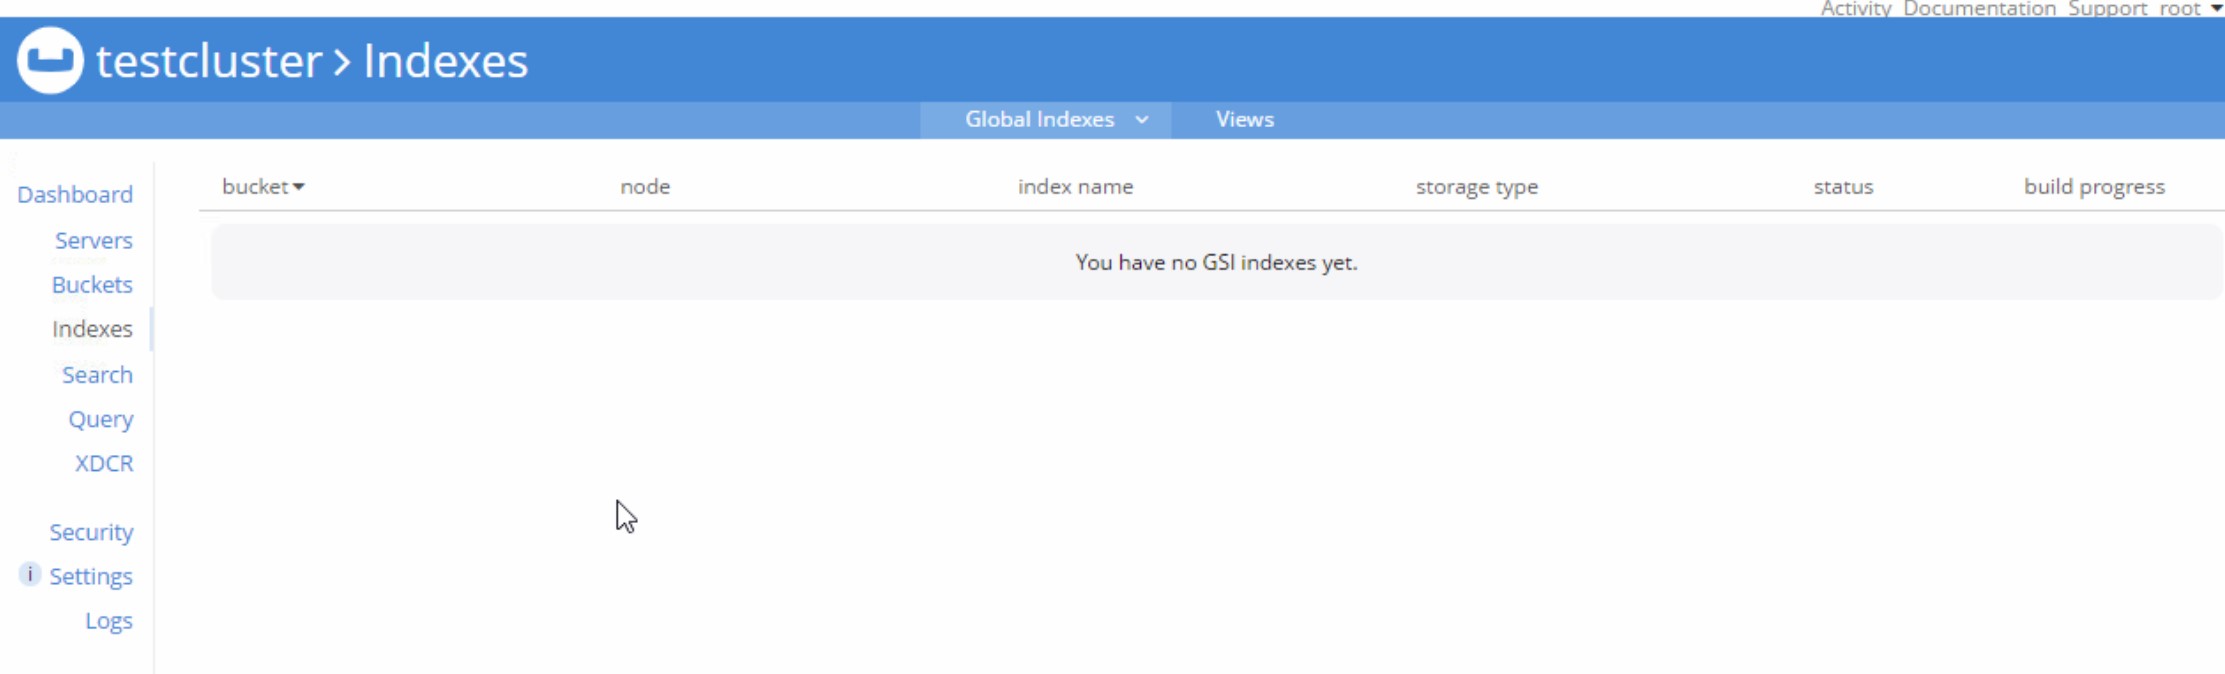 Activity Documentation Support root
testcluster > Indexes
Global Indexes Views
bucket node index name storage type status build progress
You have no GSI indexes yet.
Dashboard
Servers
Buckets
Indexes
Search
Query
XDCR
Security
i Settings
Logs